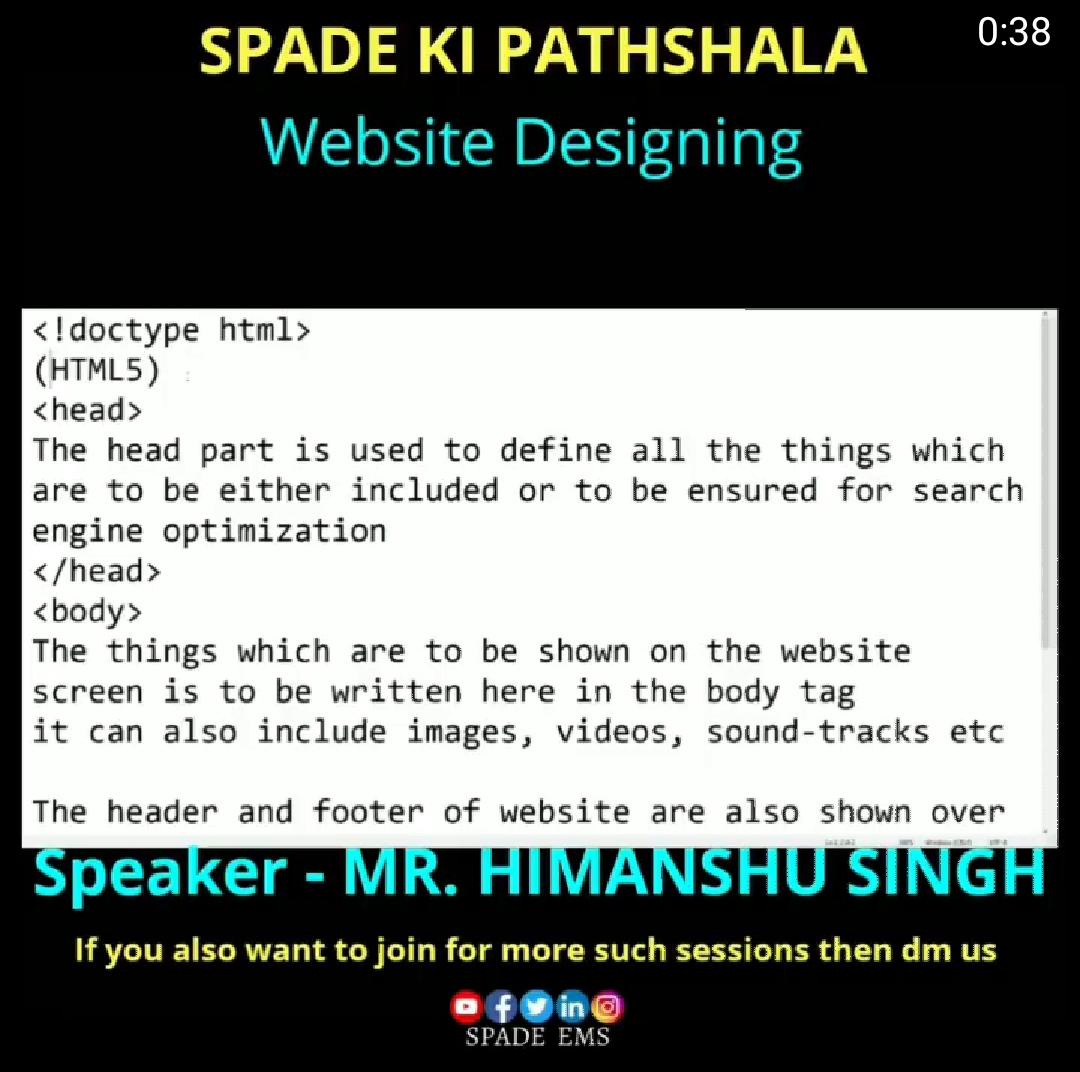 SPADE KI PATHSHALA
0:38
Website Designing
<!doctype html>
(HTML5)
<head>
The head part is used to define all the things which
are to be either included or to be ensured for search
engine optimization
</head>
<body>
The things which are to be shown on the website
screen is to be written here in the body tag
it can also include images, videos, sound-tracks etc
The header and footer of website are also shown over
Speaker - MR. HIMANSHU SINGH
If you also want to join for more such sessions then dm us
SPADE EMS